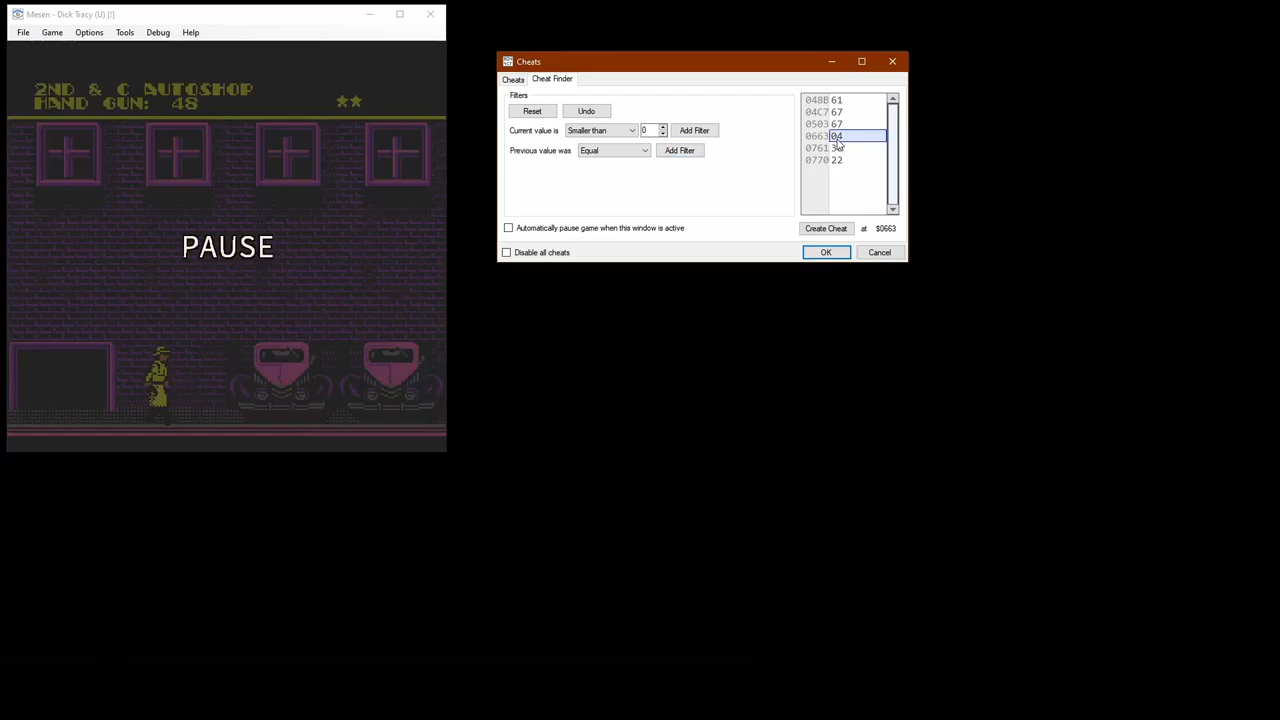 Mesen - Dick Tracy (U) [!]
File Game Options Tools Debug Help
2ND & C AUTOSHOP
HAND GUN: 48
PAUSE
Cheats
Cheats Cheat Finder
Filters
Reset Undo
Current value is Smaller than 0 Add Filter
Previous value was Equal Add Filter
048B 61
04C7 67
0503 67
0663 04
0761
0770 22
Automatically pause game when this window is active
Create Cheat at $0663
Disable all cheats
OK Cancel